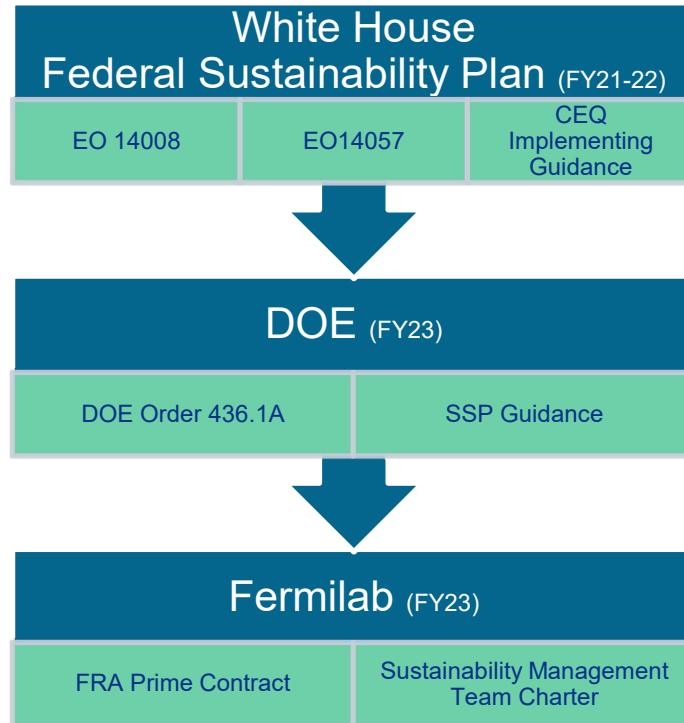 White House
Federal Sustainability Plan (FY21-22)
EO 14008
EO14057
CEQ
Implementing
Guidance
DOE (FY23)
DOE Order 436.1A
SSP Guidance
Fermilab (FY23)
FRA Prime Contract
Sustainability Management
Team Charter